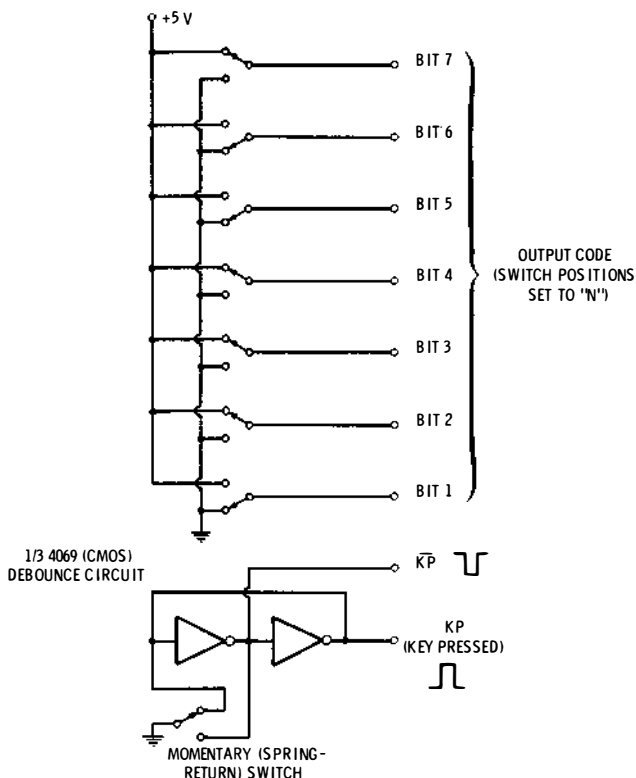 +5 V
BIT 7
BIT 6
BIT 5
OUTPUT CODE
(SWITCH POSITIONS
SET TO "N")
BIT 4
BIT 3
BIT 2
BIT 1
1/3 4069 (CMOS)
DEBOUNCE CIRCUIT
K̅P̅
KP
(KEY PRESSED)
MOMENTARY (SPRING-
RETURN) SWITCH